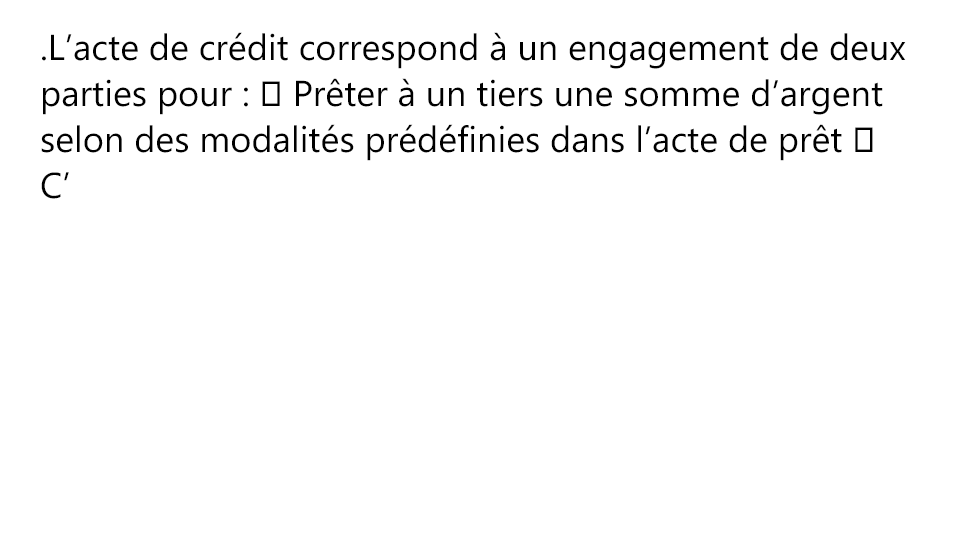 .L’acte de crédit correspond à un engagement de deux
parties pour : 􀂾 Prêter à un tiers une somme d’argent
selon des modalités prédéfinies dans l’acte de prêt 􀂾
C’